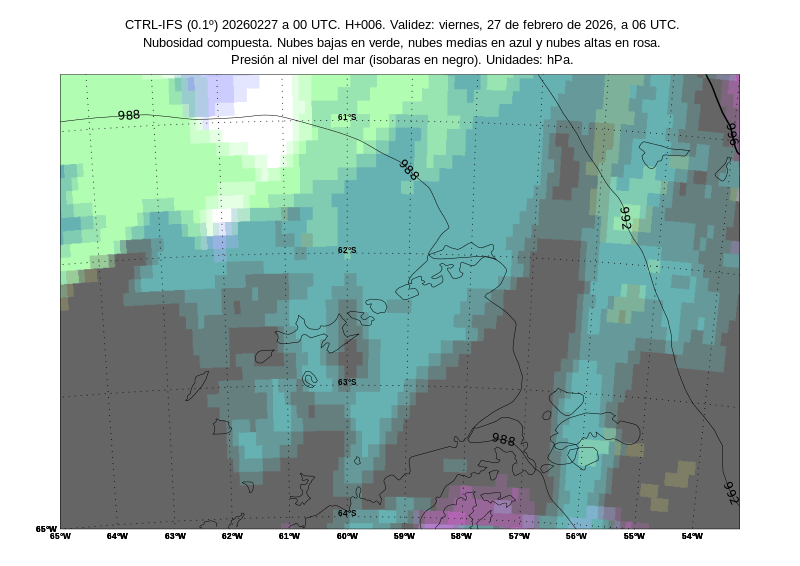 CTRL-IFS (0.1º) 20260227 a 00 UTC. H+006. Validez: viernes, 27 de febrero de 2026, a 06 UTC.
Nubosidad compuesta. Nubes bajas en verde, nubes medias en azul y nubes altas en rosa.
Presión al nivel del mar (isobaras en negro). Unidades: hPa.
988
61°S
996
988
992
62°S
63°S
988
992
64°S
65°W
65°W 64°W 63°W 62°W 61°W 60°W 59°W 58°W 57°W 56°W 55°W 54°W